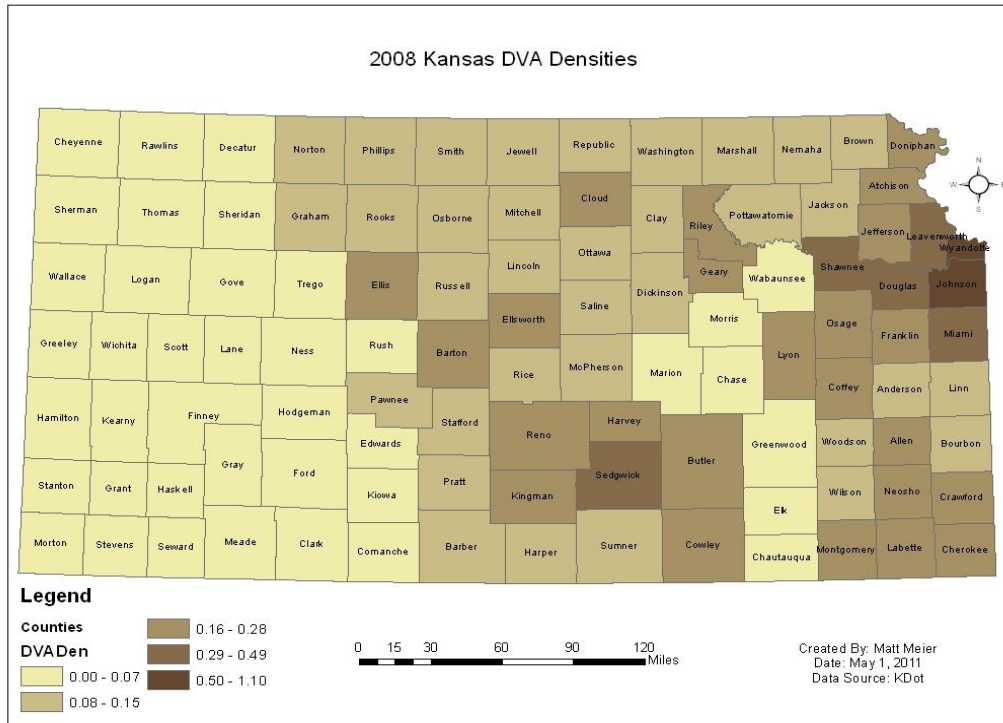 2008 Kansas DVA Densities
Cheyenne
Rawlins
Decatur
Norton
Phillips
Smith
Jewell
Republic
Washington
Marshall
Nemaha
Brown
Doniphan
Sherman
Thomas
Sheridan
Graham
Rooks
Osborne
Mitchell
Cloud
Clay
Riley
Pottawatomie
Jackson
Atchison
Jefferson
Leavenworth
Wyandotte
N
W
E
S
Wallace
Logan
Gove
Trego
Ellis
Russell
Lincoln
Ottawa
Saline
Dickinson
Geary
Wabaunsee
Shawnee
Douglas
Johnson
Greeley
Wichita
Scott
Lane
Ness
Rush
Barton
Ellsworth
Rice
McPherson
Marion
Morris
Chase
Lyon
Osage
Coffey
Franklin
Miami
Anderson
Linn
Hamilton
Kearny
Finney
Hodgeman
Pawnee
Edwards
Stafford
Reno
Harvey
Sedgwick
Butler
Greenwood
Woodson
Allen
Bourbon
Stanton
Grant
Haskell
Gray
Ford
Kiowa
Pratt
Kingman
Elk
Wilson
Neosho
Crawford
Morton
Stevens
Seward
Meade
Clark
Comanche
Barber
Harper
Sumner
Cowley
Chautauqua
Montgomery
Labette
Cherokee
Legend
Counties
DVADen
0.00 - 0.07
0.08 - 0.15
0.16 - 0.28
0.29 - 0.49
0.50 - 1.10
0 15 30 60 90 120
Miles
Created By: Matt Meier
Date: May 1, 2011
Data Source: KDot